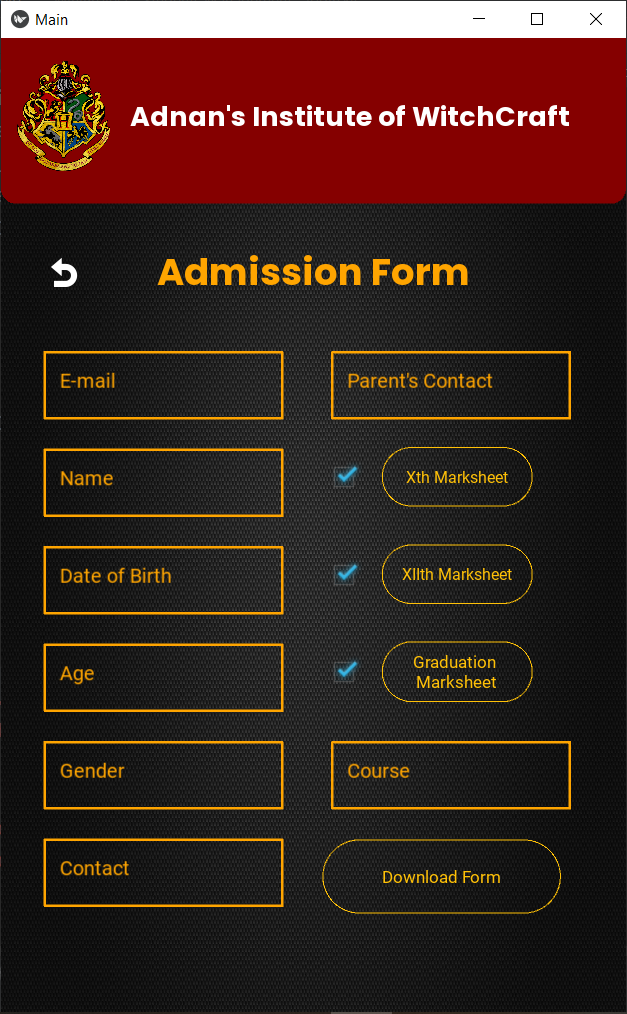 Main
Adnan's Institute of WitchCraft
Admission Form
E-mail
Parent's Contact
Name
Xth Marksheet
Date of Birth
XIIth Marksheet
Age
Graduation
Marksheet
Gender
Course
Contact
Download Form